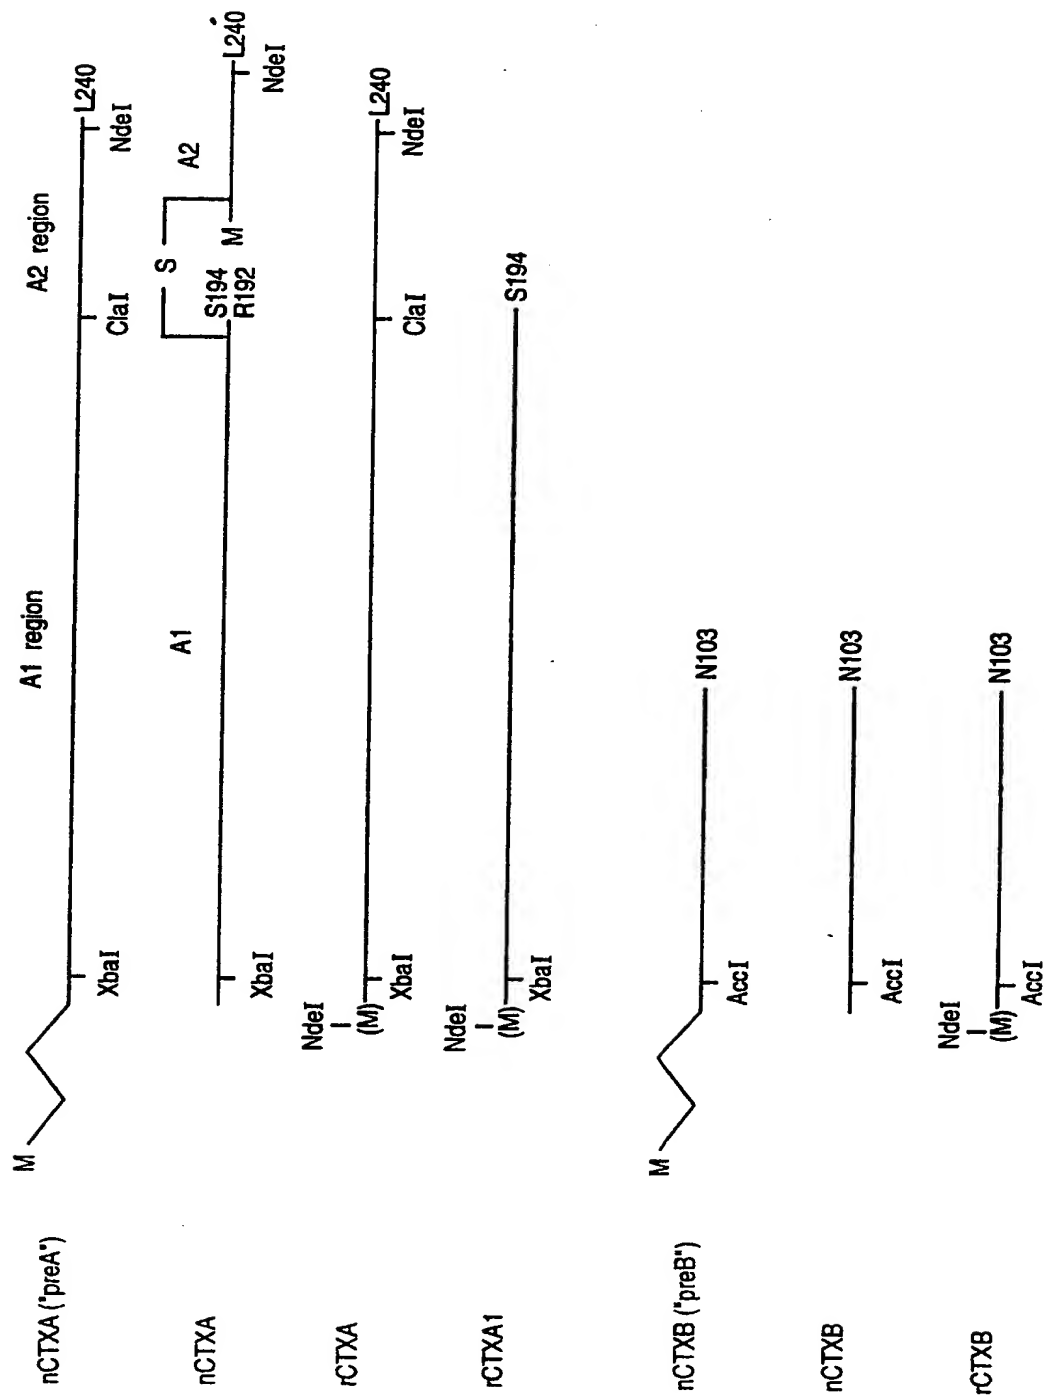 A1 region
A2 region
nCTXA ("preA")
M
XbaI
ClaI
NdeI
L240
nCTXA
A1
XbaI
S
S194
R192
M
A2
L240
NdeI
rCTXA
NdeI
(M)
XbaI
ClaI
L240
NdeI
rCTXA1
NdeI
(M)
XbaI
S194
nCTXB ("preB")
M
AccI
N103
nCTXB
AccI
N103
rCTXB
NdeI
(M)
AccI
N103